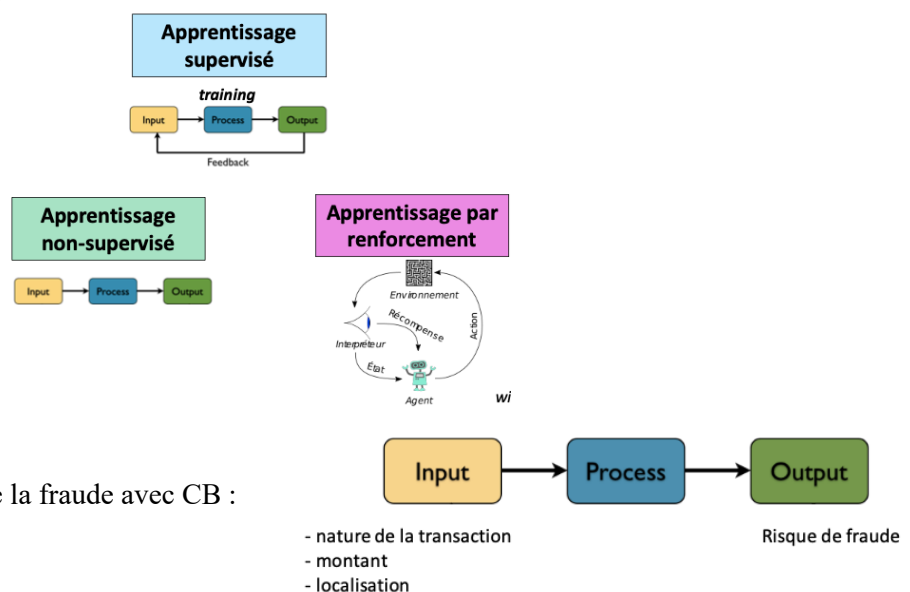 Apprentissage
supervisé
training
Input
Process
Output
Feedback
Apprentissage
non-supervisé
Input
Process
Output
Apprentissage par
renforcement
Environnement
Récompense
Action
Interpréteur
État
Agent
wi
Input
Process
Output
e la fraude avec CB :
- nature de la transaction
- montant
- localisation
Risque de fraude